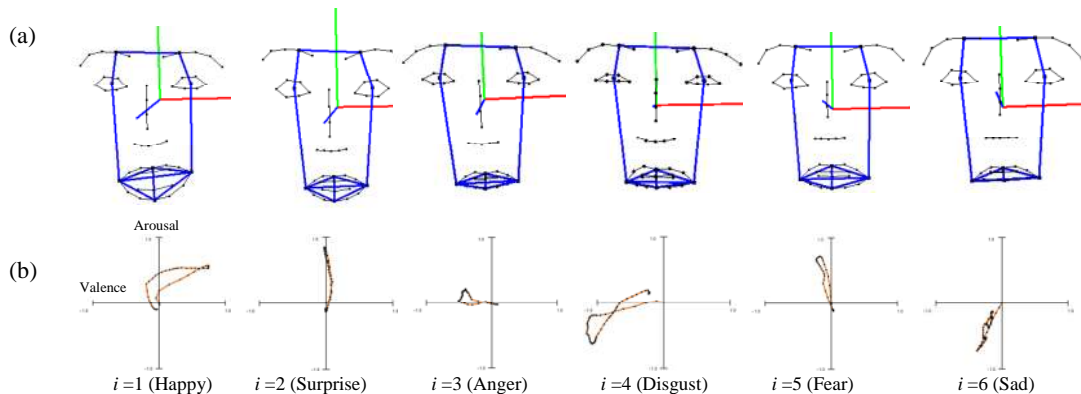 (a)
Arousal
(b)
Valence
i =1 (Happy) i =2 (Surprise) i =3 (Anger) i =4 (Disgust) i =5 (Fear) i =6 (Sad)